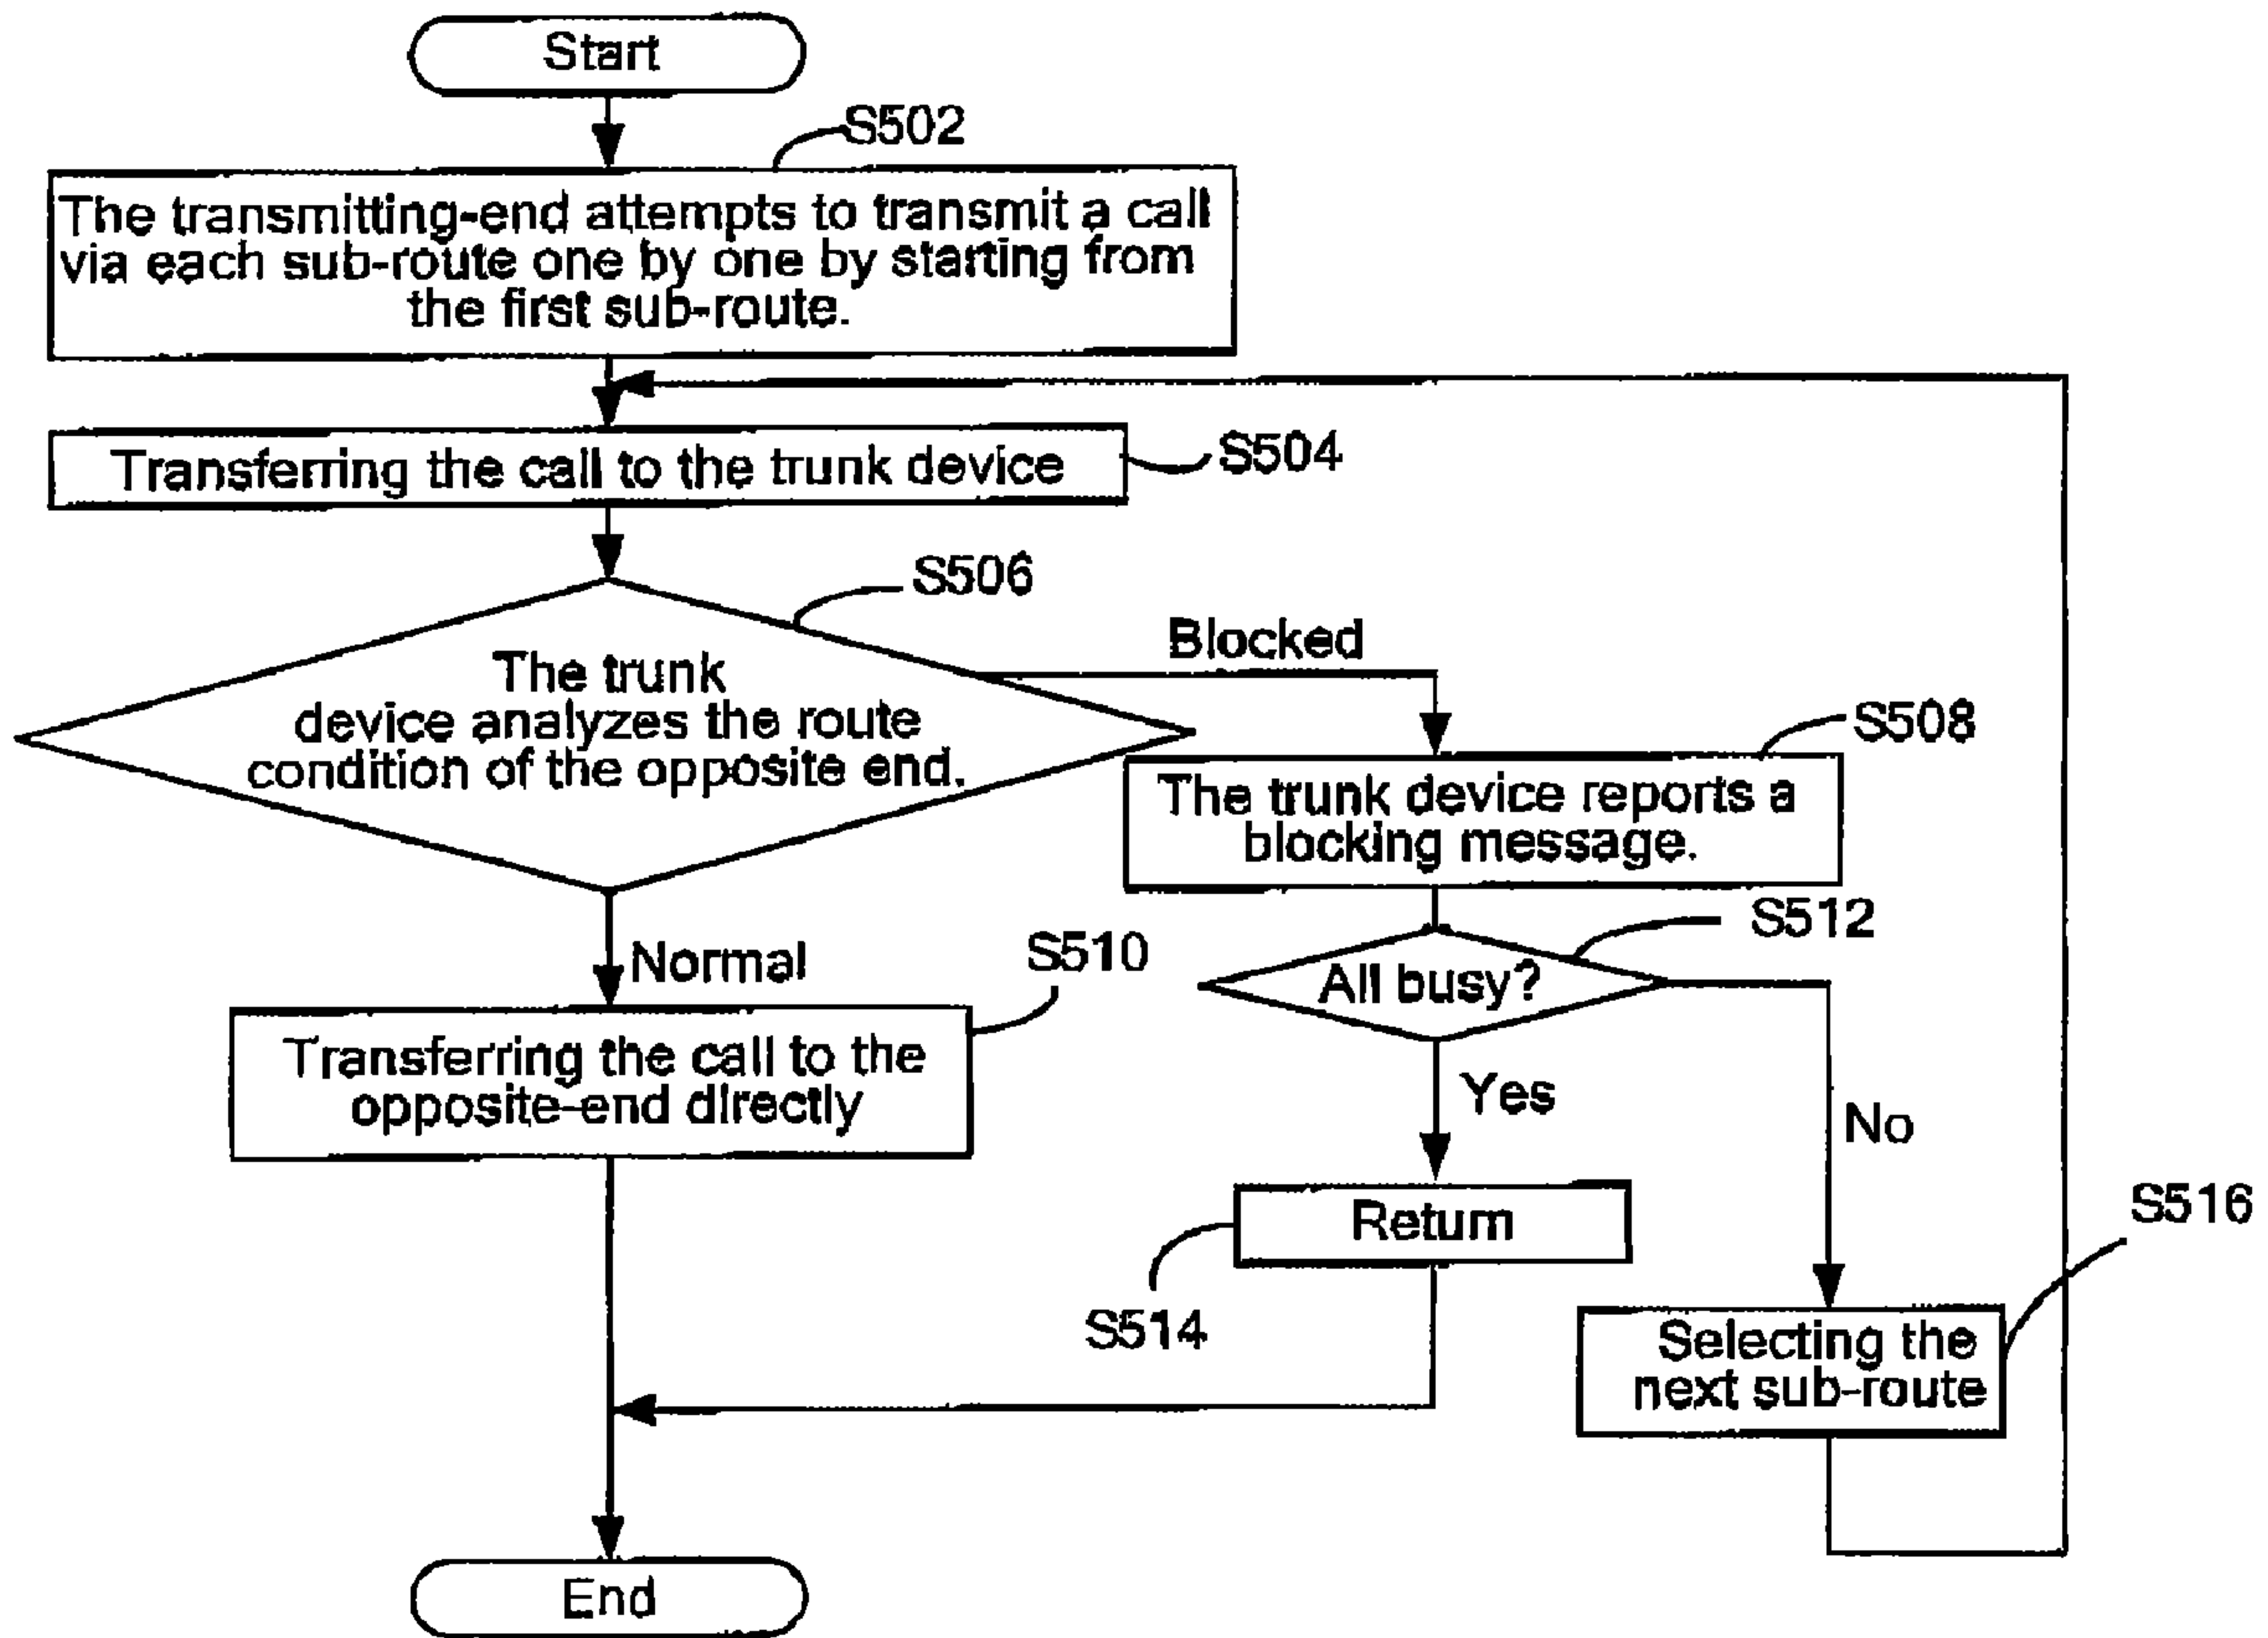 Start
S502
The transmitting-end attempts to transmit a call
via each sub-route one by one by starting from
the first sub-route.
Transferring the call to the trunk device
S504
S506
The trunk
device analyzes the route
condition of the opposite end.
Blocked
S508
The trunk device reports a
blocking message.
S512
All busy?
Normal
S510
Transferring the call to the
opposite-end directly
Yes
No
Return
S514
S516
Selecting the
next sub-route
End